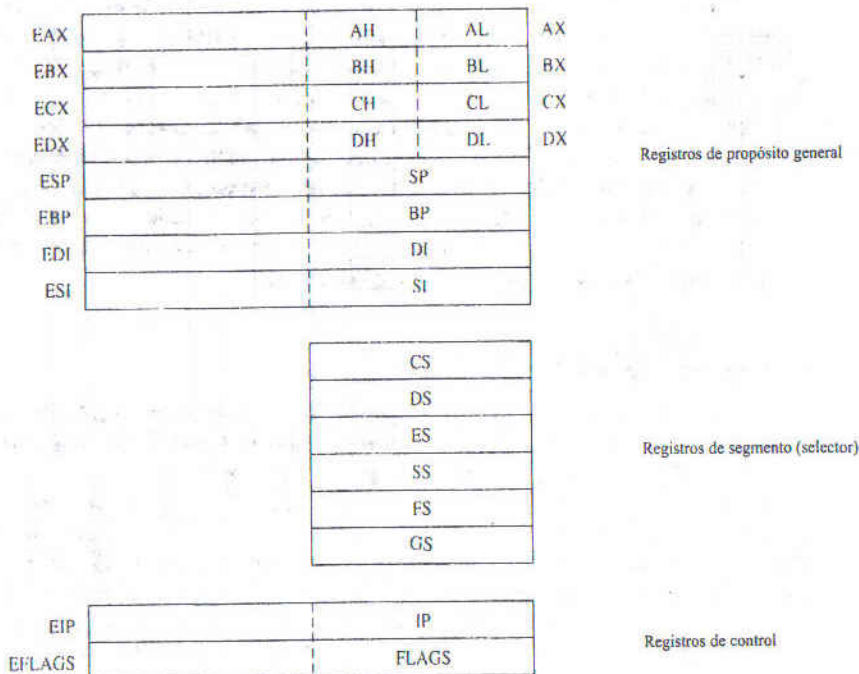 EAX AH AL AX
EBX BH BL BX
ECX CH CL CX
EDX DH DL DX
Registros de propósito general
ESP SP
EBP BP
EDI DI
ESI SI
CS
DS
ES
Registros de segmento (selector)
SS
FS
GS
EIP IP
Registros de control
EFLAGS FLAGS